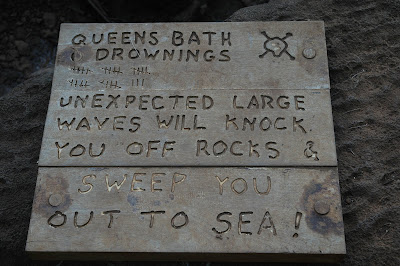 QUEENS BATH
DROWNINGS
UNEXPECTED LARGE
WAVES WILL KNOCK
YOU OFF ROCKS &
SWEEP YOU
OUT TO SEA!